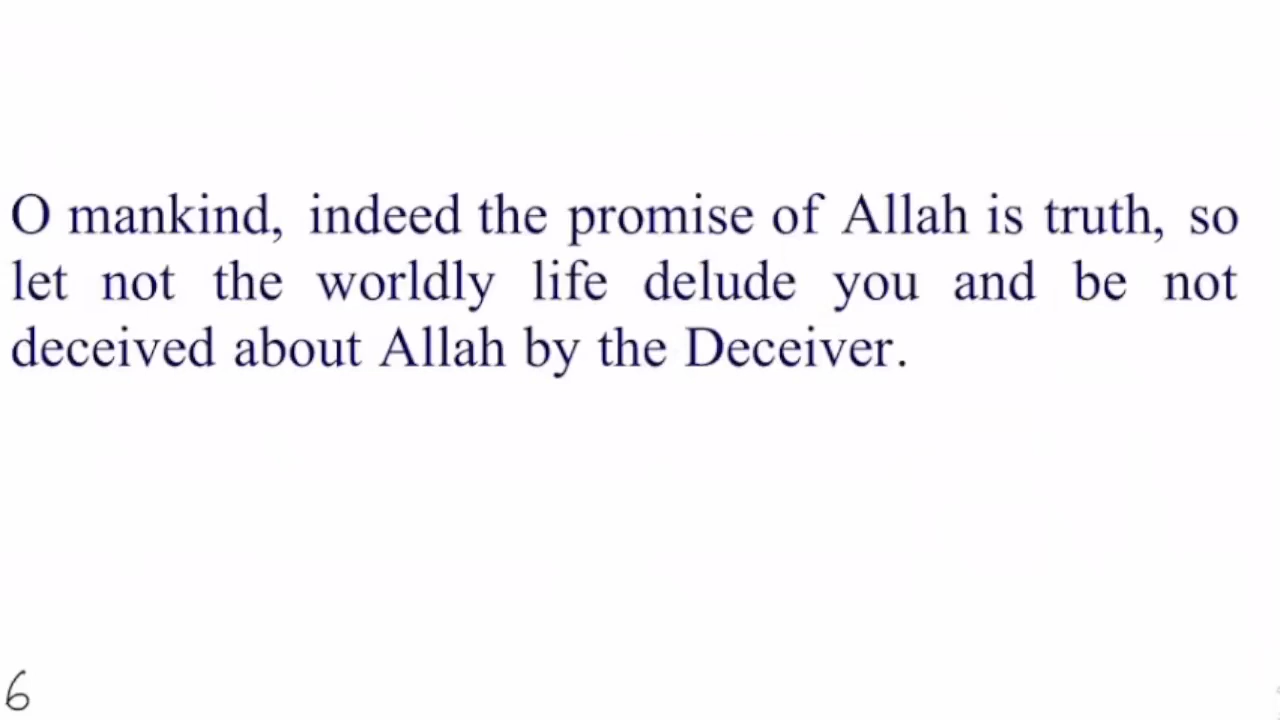 O mankind, indeed the promise of Allah is truth, so
let not the worldly life delude you and be not
deceived about Allah by the Deceiver.
6